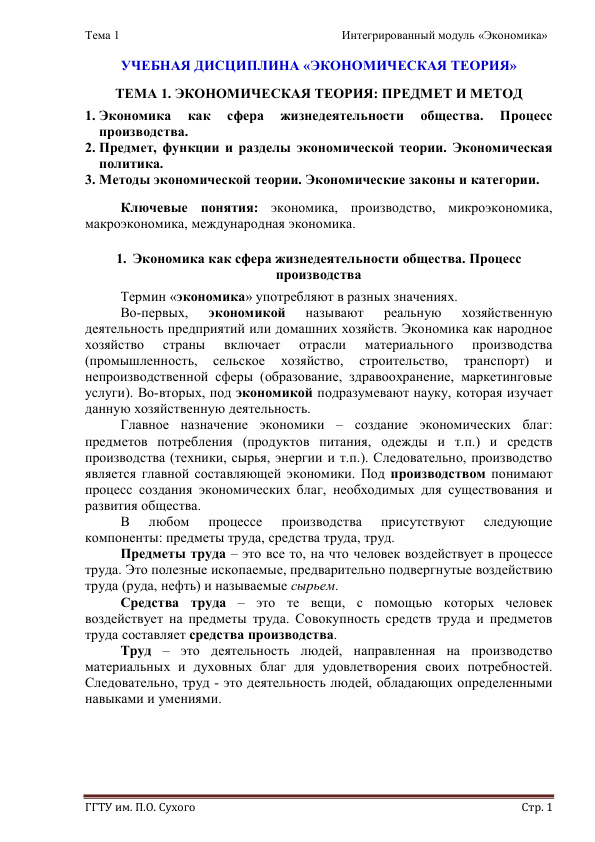 Тема 1 Интегрированный модуль «Экономика»
УЧЕБНАЯ ДИСЦИПЛИНА «ЭКОНОМИЧЕСКАЯ ТЕОРИЯ»
ТЕМА 1. ЭКОНОМИЧЕСКАЯ ТЕОРИЯ: ПРЕДМЕТ И МЕТОД
1. Экономика как сфера жизнедеятельности общества. Процесс
производства.
2. Предмет, функции и разделы экономической теории. Экономическая
политика.
3. Методы экономической теории. Экономические законы и категории.
Ключевые понятия: экономика, производство, микроэкономика,
макроэкономика, международная экономика.
1. Экономика как сфера жизнедеятельности общества. Процесс
производства
Термин «экономика» употребляют в разных значениях.
Во-первых, экономикой называют реальную хозяйственную
деятельность предприятий или домашних хозяйств. Экономика как народное
хозяйство страны включает отрасли материального производства
(промышленность, сельское хозяйство, строительство, транспорт) и
непроизводственной сферы (образование, здравоохранение, маркетинговые
услуги). Во-вторых, под экономикой подразумевают науку, которая изучает
данную хозяйственную деятельность.
Главное назначение экономики – создание экономических благ:
предметов потребления (продуктов питания, одежды и т.п.) и средств
производства (техники, сырья, энергии и т.п.). Следовательно, производство
является главной составляющей экономики. Под производством понимают
процесс создания экономических благ, необходимых для существования и
развития общества.
В любом процессе производства присутствуют следующие
компоненты: предметы труда, средства труда, труд.
Предметы труда – это все то, на что человек воздействует в процессе
труда. Это полезные ископаемые, предварительно подвергнутые воздействию
труда (руда, нефть) и называемые сырьем.
Средства труда – это те вещи, с помощью которых человек
воздействует на предметы труда. Совокупность средств труда и предметов
труда составляет средства производства.
Труд – это деятельность людей, направленная на производство
материальных и духовных благ для удовлетворения своих потребностей.
Следовательно, труд - это деятельность людей, обладающих определенными
навыками и умениями.
ГГТУ им. П.О. Сухого Стр. 1